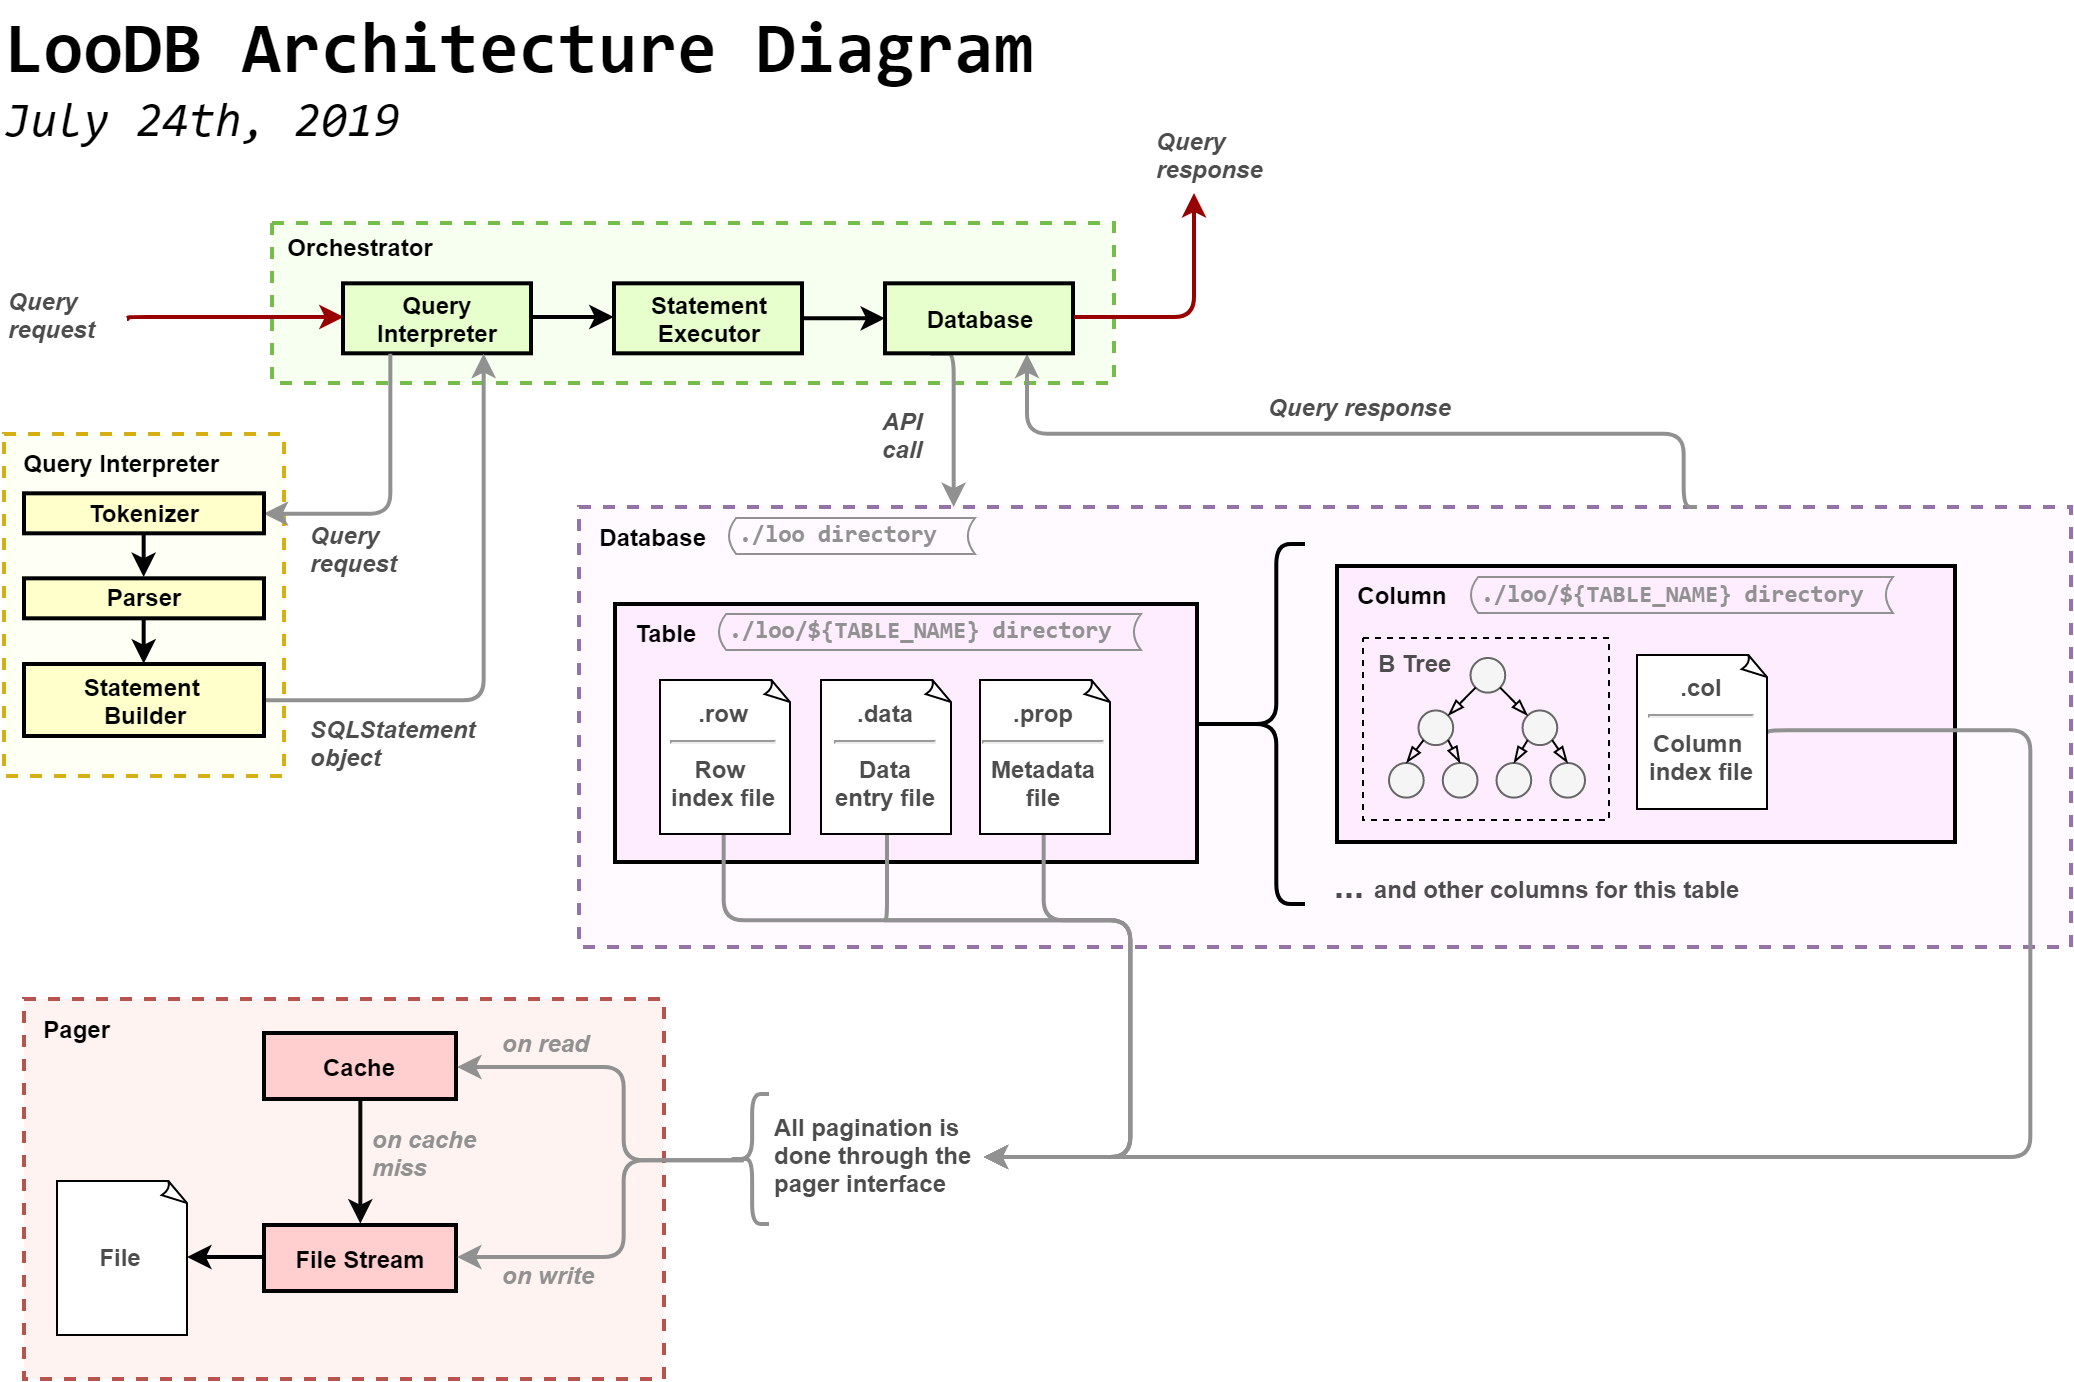 LooDB Architecture Diagram
July 24th, 2019
Query
response
Orchestrator
Query
request
Query
Interpreter
Statement
Executor
Database
API
call
Query response
Query Interpreter
Tokenizer
Parser
Statement
Builder
Query
request
SQLStatement
object
Database
./loo directory
Table
./loo/${TABLE_NAME} directory
.row
Row
index file
.data
Data
entry file
.prop
Metadata
file
Column
./loo/${TABLE_NAME} directory
B Tree
.col
Column
index file
... and other columns for this table
Pager
Cache
on read
on cache
miss
File
File Stream
on write
All pagination is
done through the
pager interface